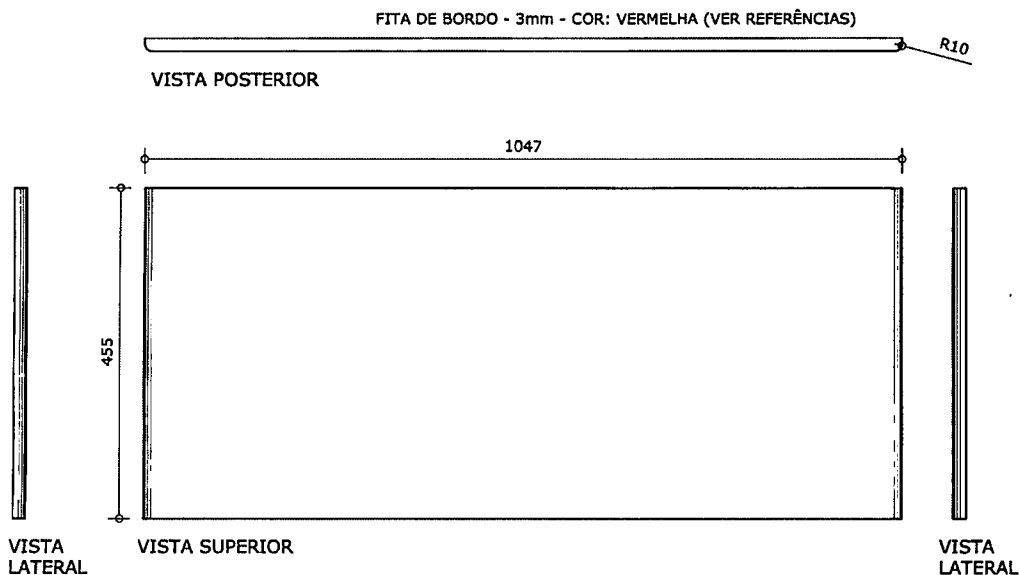 FITA DE BORDO - 3mm - COR: VERMELHA (VER REFERÊNCIAS)
R10
VISTA POSTERIOR
1047
455
VISTA
LATERAL
VISTA SUPERIOR
VISTA
LATERAL